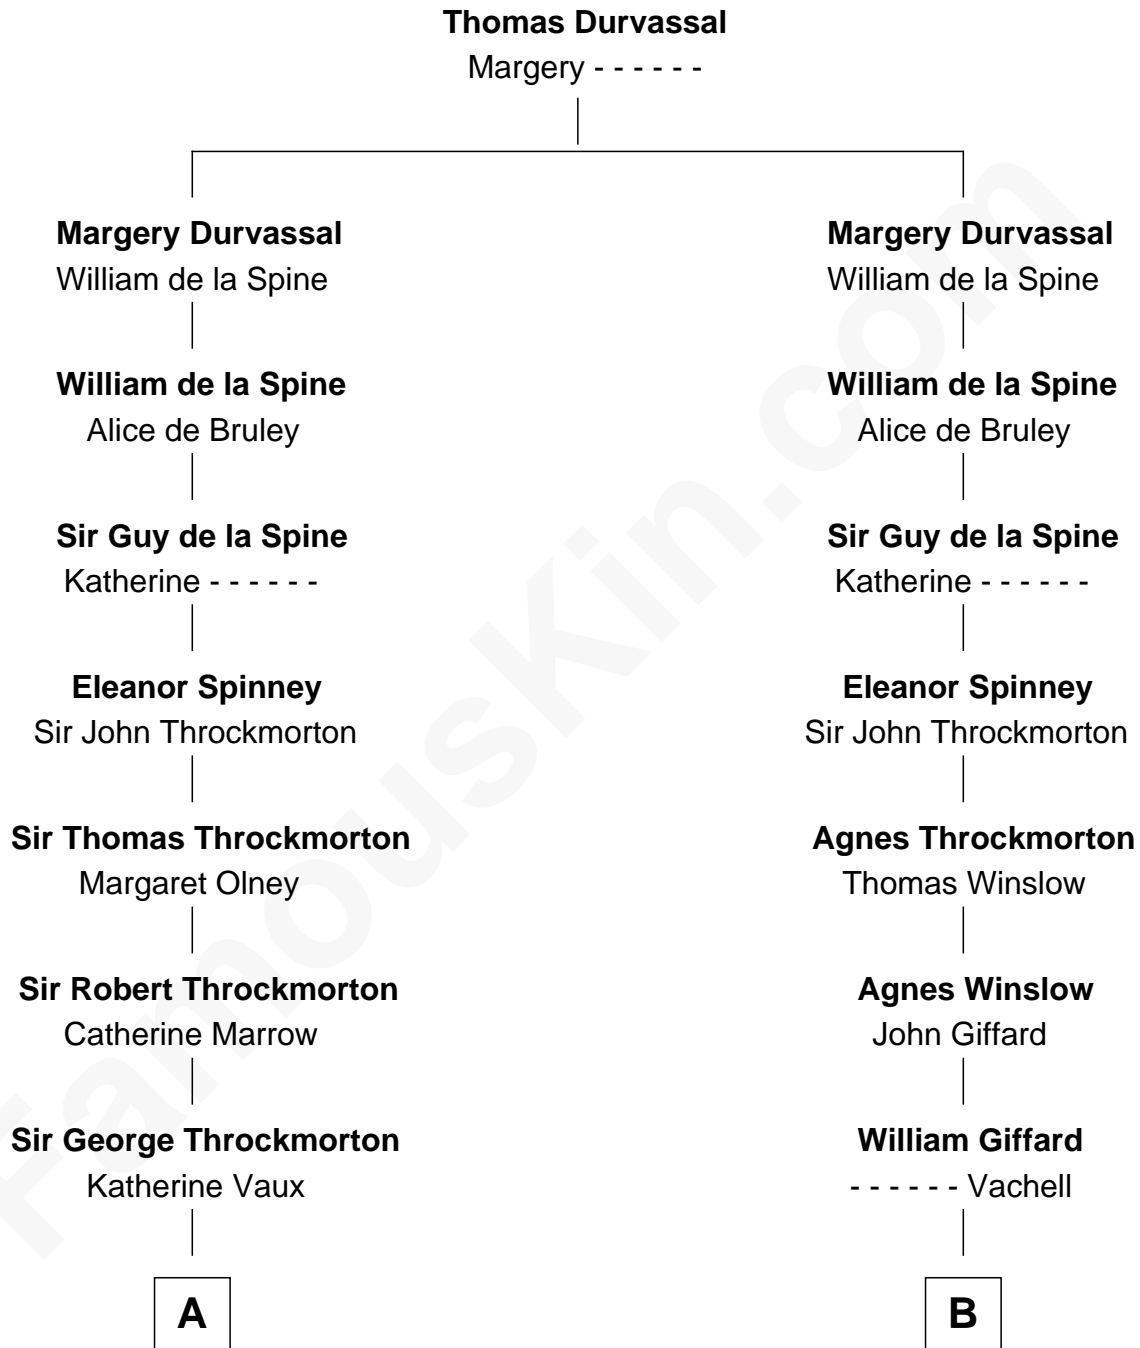 Thomas Durvassal
Margery - - - - - -
Margery Durvassal
William de la Spine
Margery Durvassal
William de la Spine
William de la Spine
Alice de Bruley
William de la Spine
Alice de Bruley
Sir Guy de la Spine
Katherine - - - - - -
Sir Guy de la Spine
Katherine - - - - - -
Eleanor Spinney
Sir John Throckmorton
Eleanor Spinney
Sir John Throckmorton
Sir Thomas Throckmorton
Margaret Olney
Agnes Throckmorton
Thomas Winslow
Sir Robert Throckmorton
Catherine Marrow
Agnes Winslow
John Giffard
Sir George Throckmorton
Katherine Vaux
William Giffard
- - - - - - Vachell
A
B
FamousKin.com